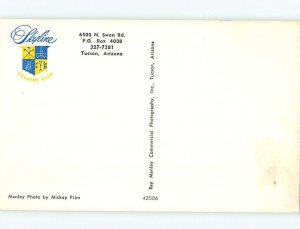 Skyline
COUNTRY CLUB
6500 N. Swan Rd.
P.O. Box 4038
327-7281
Tucson, Arizona
Ray Manley Commercial Photography, Inc., Tucson, Arizona
Manley Photo by Mickey Prim
42506